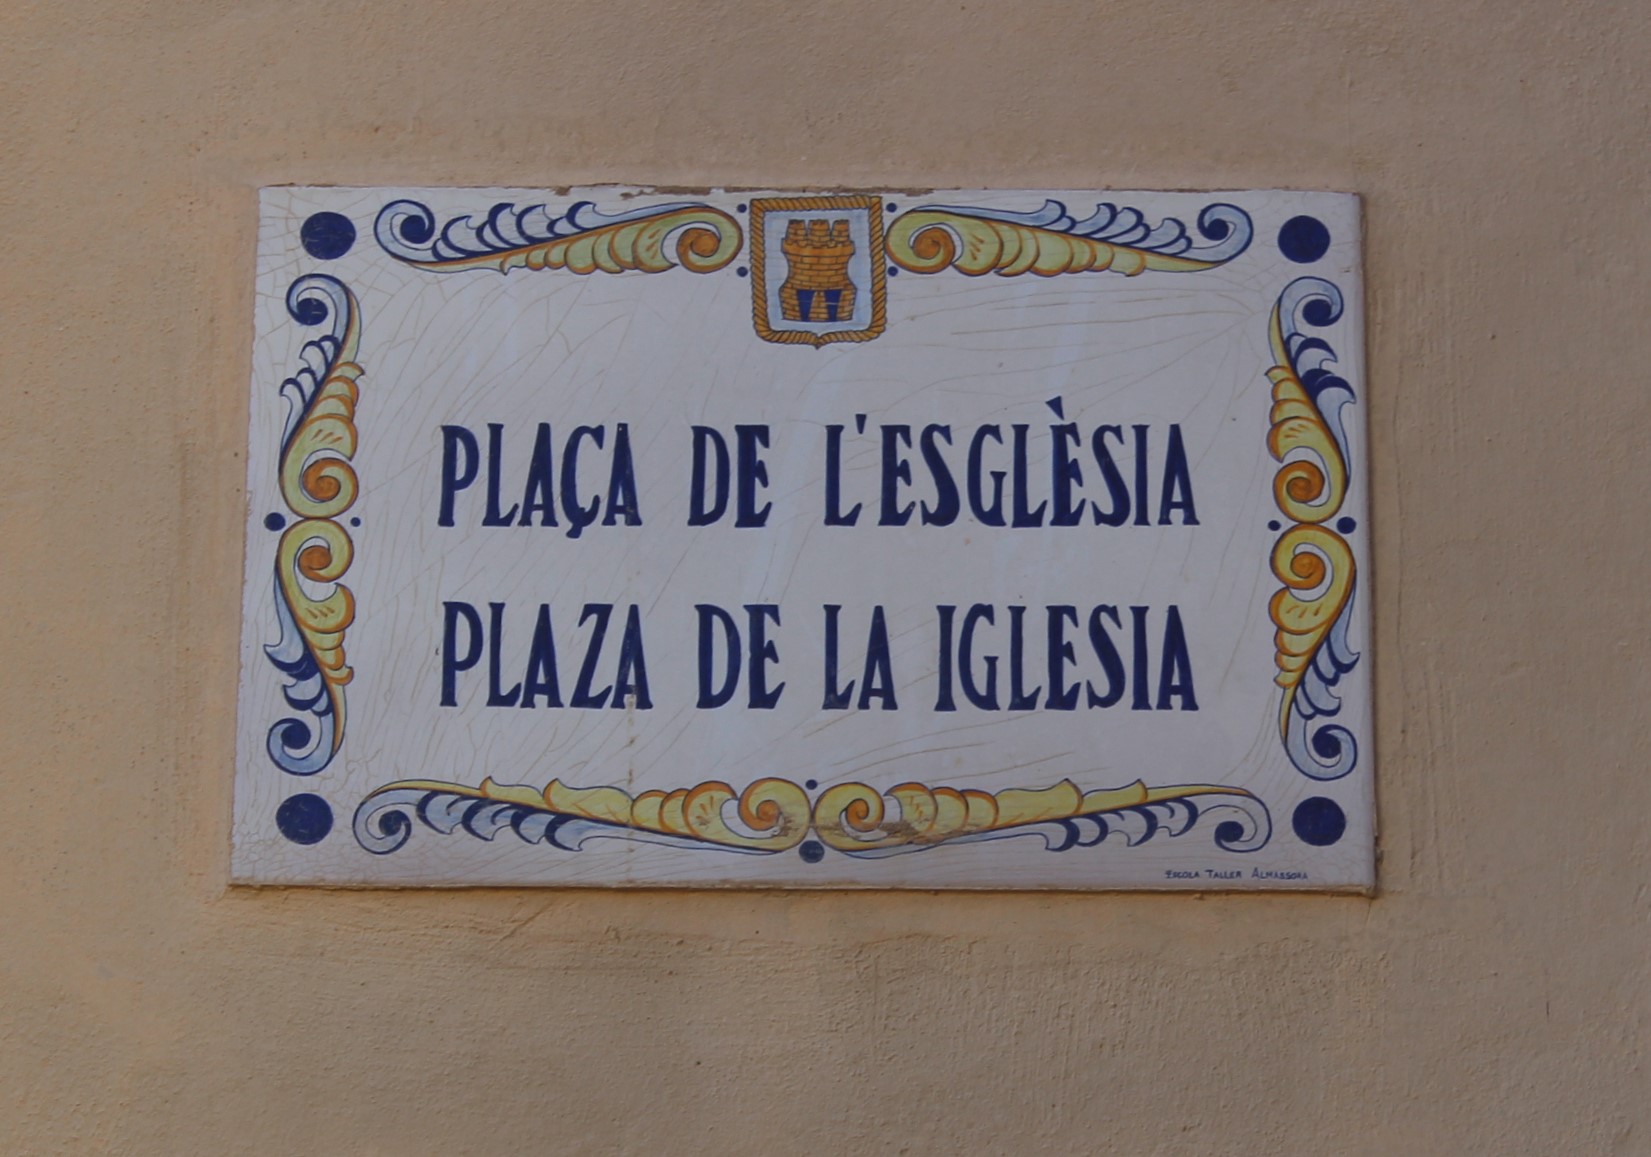 PLAÇA DE L'ESGLÈSIA
PLAZA DE LA IGLESIA
ESCOLA TALLER ALMASSORA